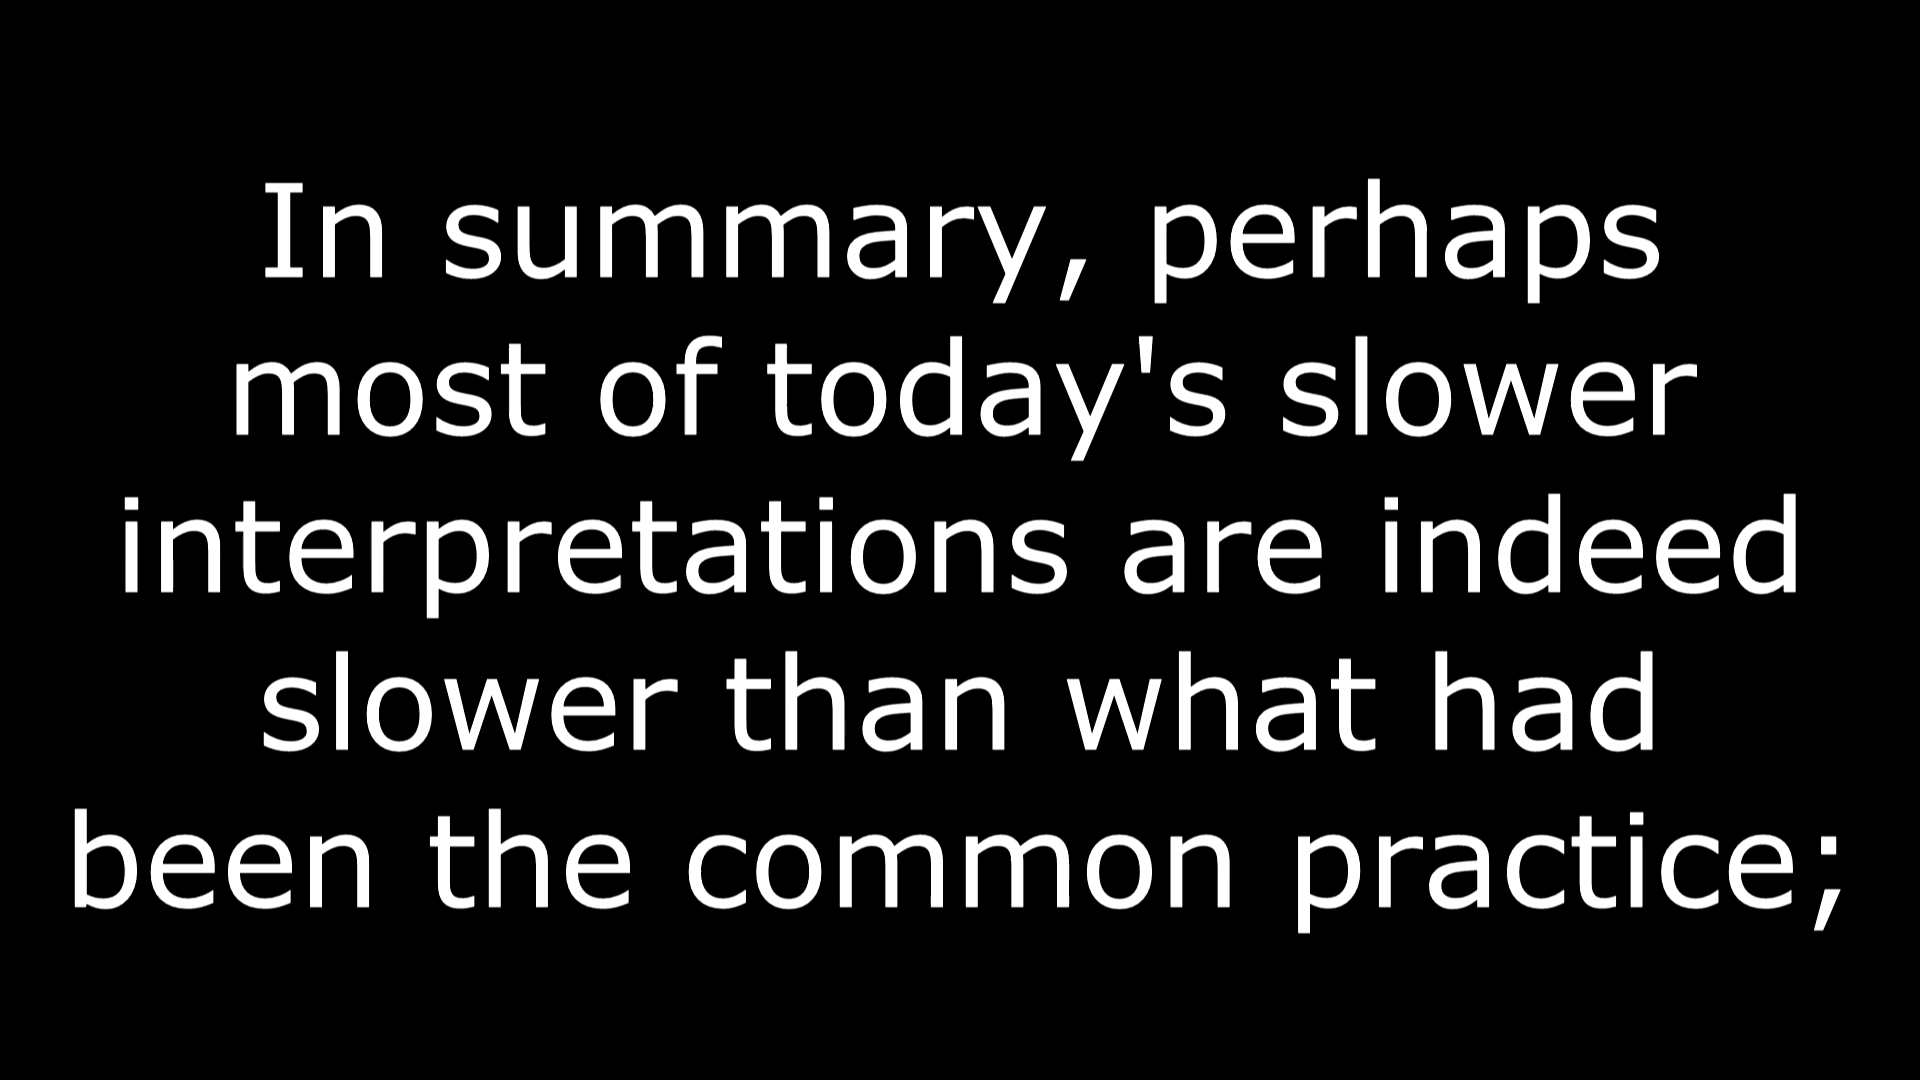 In summary, perhaps
most of today's slower
interpretations are indeed
slower than what had
been the common practice;